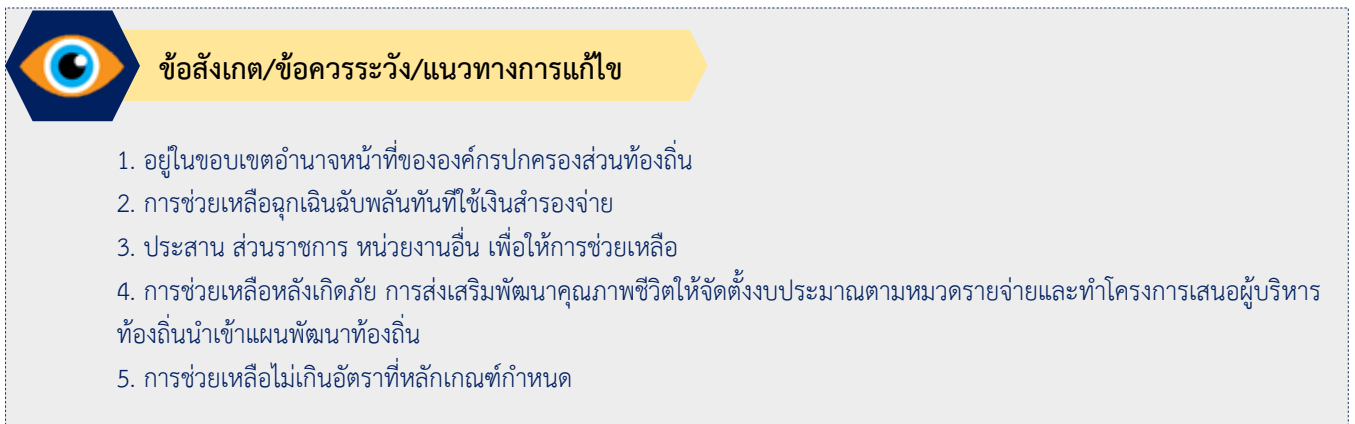 ข้อสังเกต/ข้อควรระวัง/แนวทางการแก้ไข
1. อยู่ในขอบเขตอำนาจหน้าที่ขององค์กรปกครองส่วนท้องถิ่น
2. การช่วยเหลือฉุกเฉินฉับพลันทันทีใช้เงินสำรองจ่าย
3. ประสาน ส่วนราชการ หน่วยงานอื่น เพื่อให้การช่วยเหลือ
4. การช่วยเหลือหลังเกิดภัย การส่งเสริมพัฒนาคุณภาพชีวิตให้จัดตั้งงบประมาณตามหมวดรายจ่ายและทำโครงการเสนอผู้บริหาร
ท้องถิ่นนำเข้าแผนพัฒนาท้องถิ่น
5. การช่วยเหลือไม่เกินอัตราที่หลักเกณฑ์กำหนด